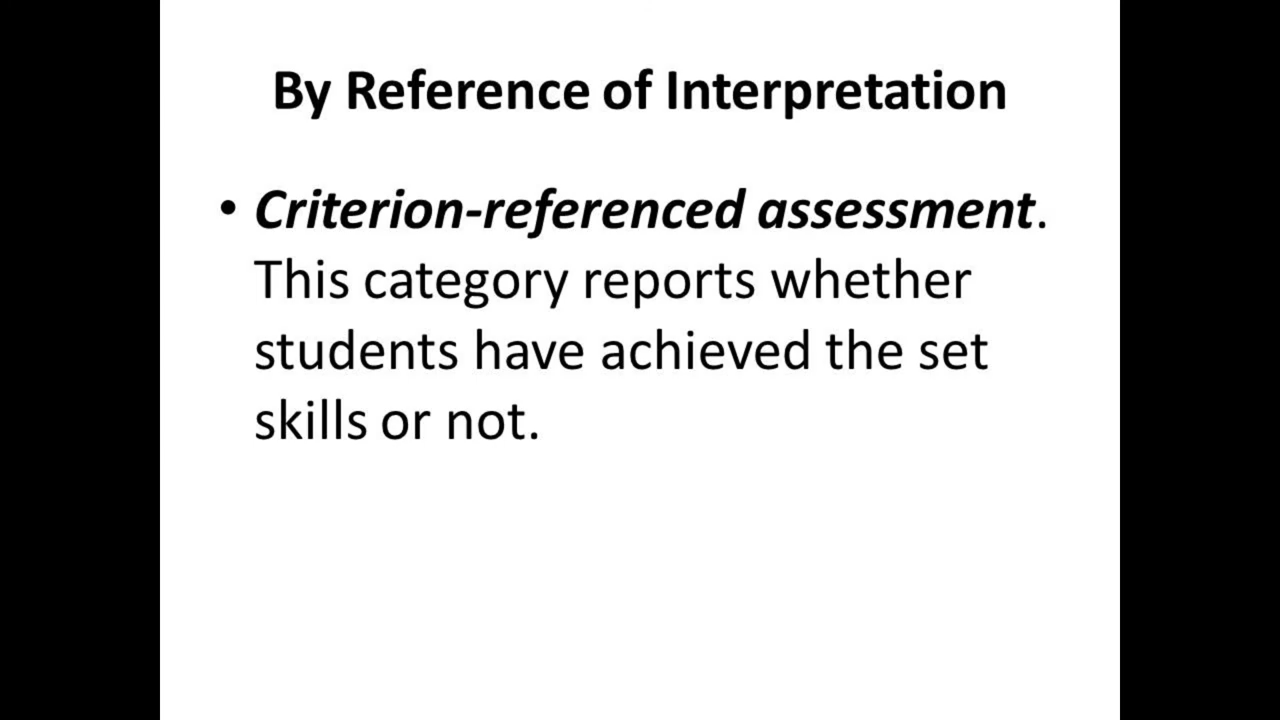 By Reference of Interpretation
• Criterion-referenced assessment.
This category reports whether
students have achieved the set
skills or not.